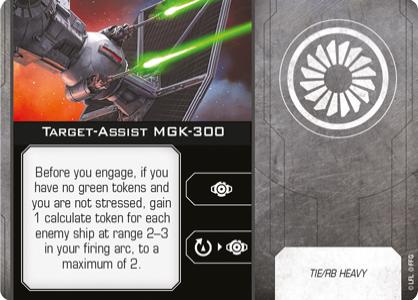 TARGET-ASSIST MGK-300
Before you engage, if you
have no green tokens and
you are not stressed, gain
1 calculate token for each
enemy ship at range 2–3
in your firing arc, to a
maximum of 2.
TIE/RB HEAVY
© LFL © FFG